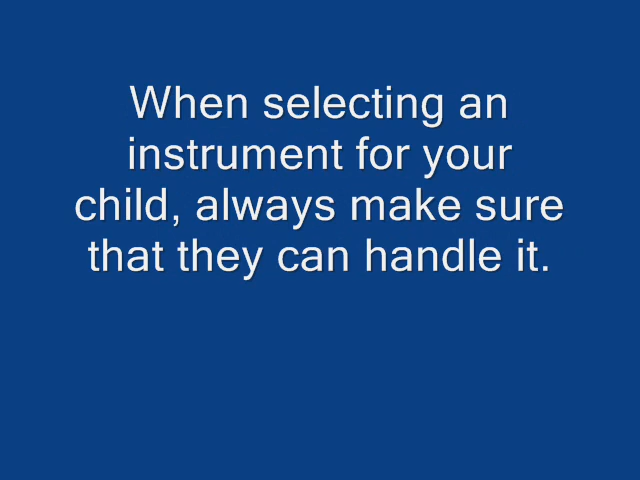 When selecting an
instrument for your
child, always make sure
that they can handle it.